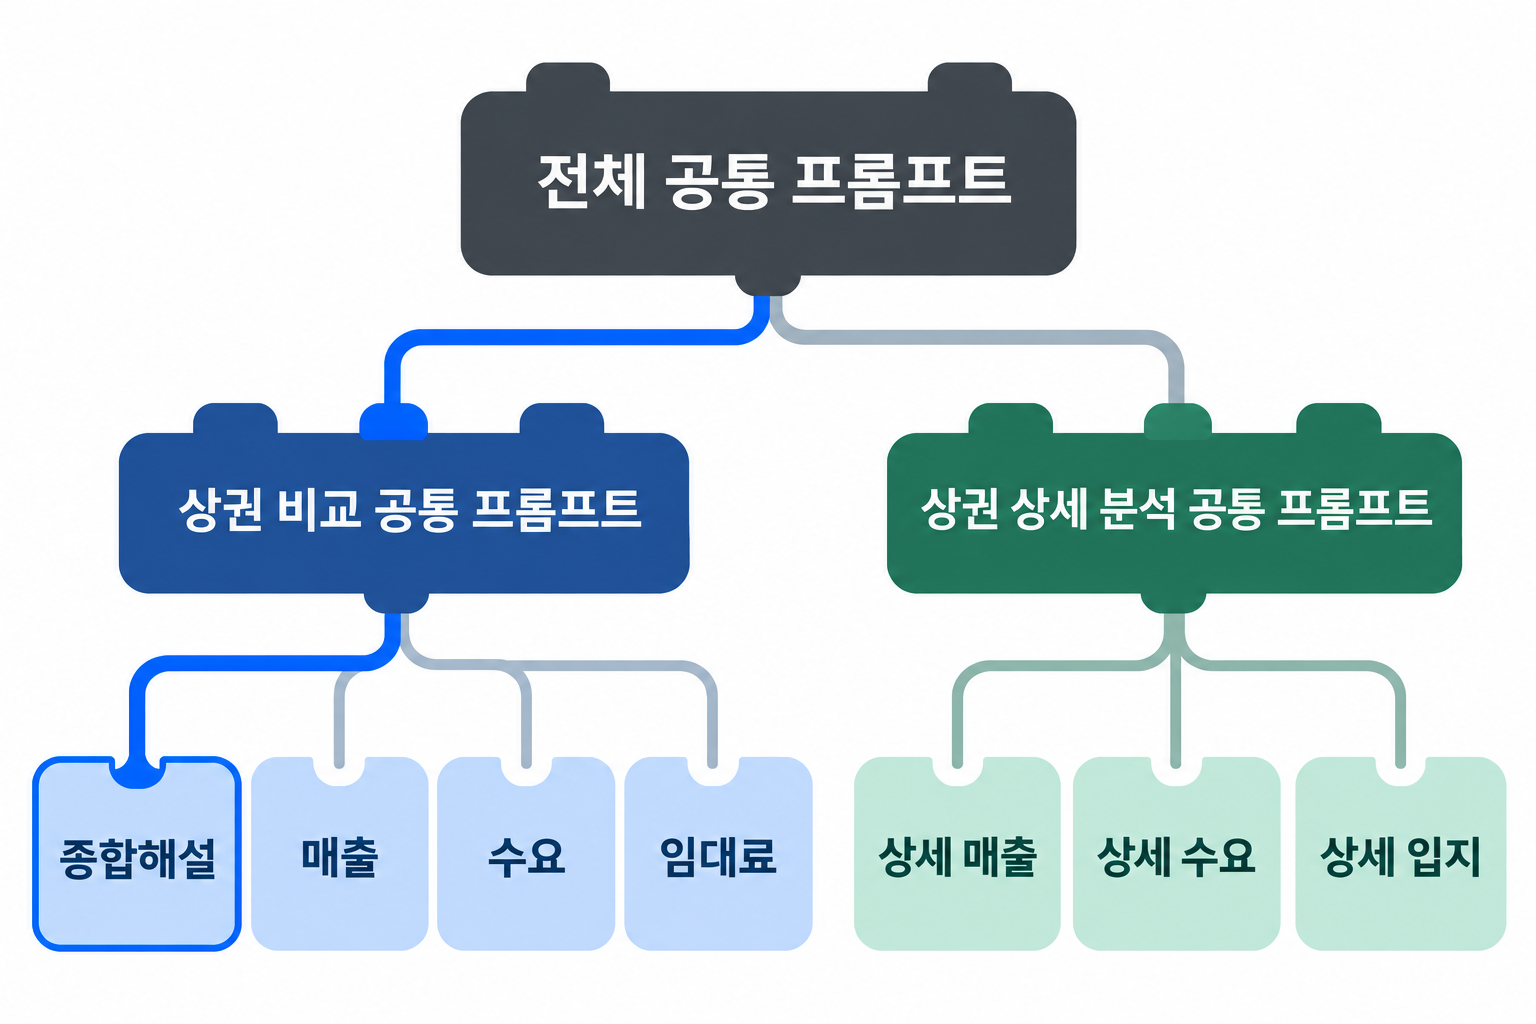 전체 공통 프롬프트
상권 비교 공통 프롬프트
상권 상세 분석 공통 프롬프트
종합해설
매출
수요
임대료
상세 매출
상세 수요
상세 입지